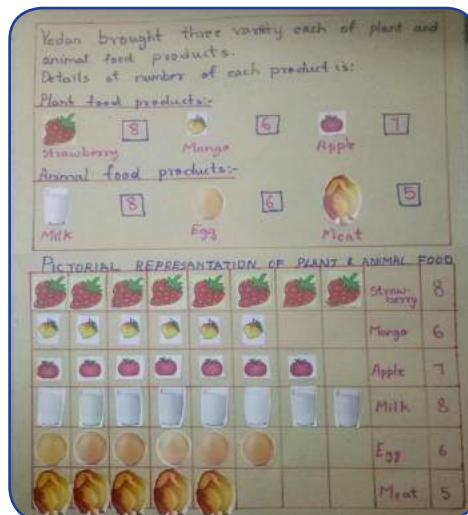 Vedan brought three variety each of plant and
animal food products.
Details of number of each product is:
Plant food products:-
8 6 7
Strawberry Mango Apple
Animal food products:-
8 6 5
Milk Egg Meat
PICTORIAL REPRESANTATION OF PLANT & ANIMAL FOOD
Straw-
berry 8
Mango 6
Apple 7
Milk 8
Egg 6
Meat 5